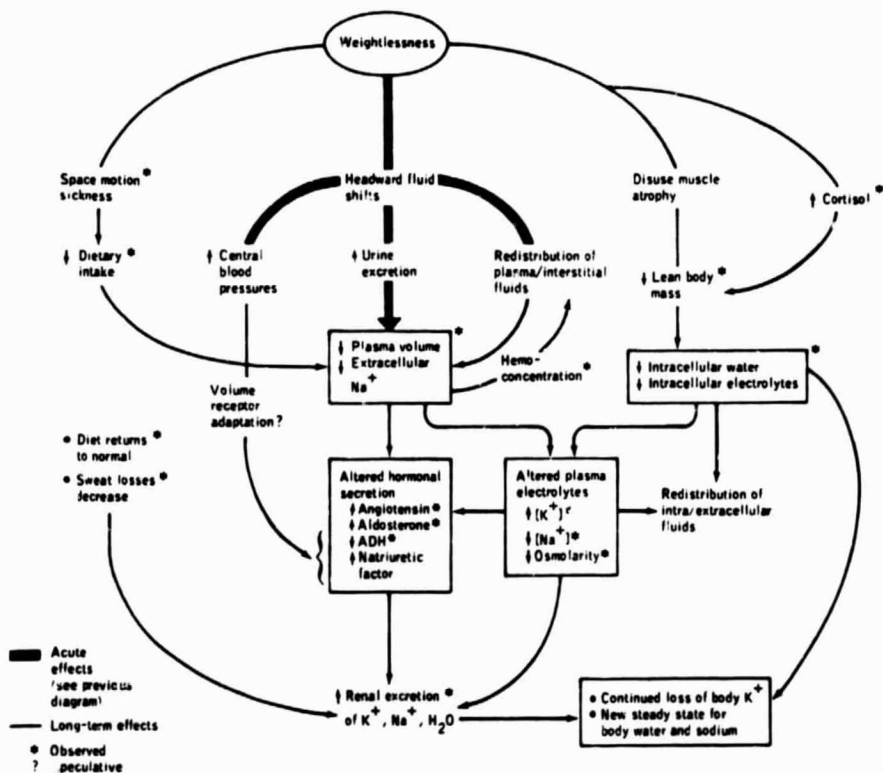 Weightlessness
Space motion *
sickness
Headward fluid
shifts
Disuse muscle
atrophy
↑ Cortisol *
↓ Dietary *
intake
↑ Central
blood
pressures
↑ Urine
excretion
Redistribution of
plasma/interstitial
fluids
↓ Lean body *
mass
↓ Plasma volume *
↓ Extracellular
Na+
Hemo-
concentration *
↓ Intracellular water *
↓ Intracellular electrolytes
Volume
receptor
adaptation?
• Diet returns *
to normal
• Sweat losses *
decrease
Altered hormonal
secretion
Angiotensin *
Aldosterone *
ADH *
Natriuretic
factor
Altered plasma
electrolytes
↑ [K+]
↓ [Na+] *
↓ Osmolarity *
Redistribution of
intra/extracellular
fluids
Acute
effects
(see previous
diagram)
Long-term effects
* Observed
?
↑ Renal excretion *
of K+, Na+, H2O
• Continued loss of body K+
• New steady state for
body water and sodium